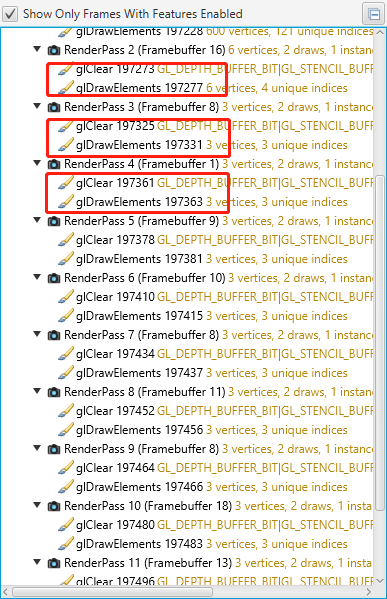 Show Only Frames With Features Enabled
glDrawElements 197228 600 vertices, 121 unique indices
RenderPass 2 (Framebuffer 16) 6 vertices, 2 draws, 1 instanc
glClear 197273 GL_DEPTH_BUFFER_BIT|GL_STENCIL_BUFF
glDrawElements 197277 6 vertices, 4 unique indices
RenderPass 3 (Framebuffer 8) 3 vertices, 2 draws, 1 instance
glClear 197325 GL_DEPTH_BUFFER_BIT|GL_STENCIL_BUFF
glDrawElements 197331 3 vertices, 3 unique indices
RenderPass 4 (Framebuffer 1) 3 vertices, 2 draws, 1 instance
glClear 197361 GL_DEPTH_BUFFER_BIT|GL_STENCIL_BUFF
glDrawElements 197363 3 vertices, 3 unique indices
RenderPass 5 (Framebuffer 9) 3 vertices, 2 draws, 1 instance
glClear 197378 GL_DEPTH_BUFFER_BIT|GL_STENCIL_BUFF
glDrawElements 197381 3 vertices, 3 unique indices
RenderPass 6 (Framebuffer 10) 3 vertices, 2 draws, 1 instanc
glClear 197410 GL_DEPTH_BUFFER_BIT|GL_STENCIL_BUFF
glDrawElements 197415 3 vertices, 3 unique indices
RenderPass 7 (Framebuffer 8) 3 vertices, 2 draws, 1 instance
glClear 197434 GL_DEPTH_BUFFER_BIT|GL_STENCIL_BUFF
glDrawElements 197437 3 vertices, 3 unique indices
RenderPass 8 (Framebuffer 11) 3 vertices, 2 draws, 1 instanc
glClear 197452 GL_DEPTH_BUFFER_BIT|GL_STENCIL_BUFF
glDrawElements 197456 3 vertices, 3 unique indices
RenderPass 9 (Framebuffer 8) 3 vertices, 2 draws, 1 instance
glClear 197464 GL_DEPTH_BUFFER_BIT|GL_STENCIL_BUFF
glDrawElements 197466 3 vertices, 3 unique indices
RenderPass 10 (Framebuffer 18) 3 vertices, 2 draws, 1 instan
glClear 197480 GL_DEPTH_BUFFER_BIT|GL_STENCIL_BUFF
glDrawElements 197483 3 vertices, 3 unique indices
RenderPass 11 (Framebuffer 13) 3 vertices, 2 draws, 1 instan
glClear 197496 GL_DEPTH_BUFFER_BIT|GL_STENCIL_BUFF